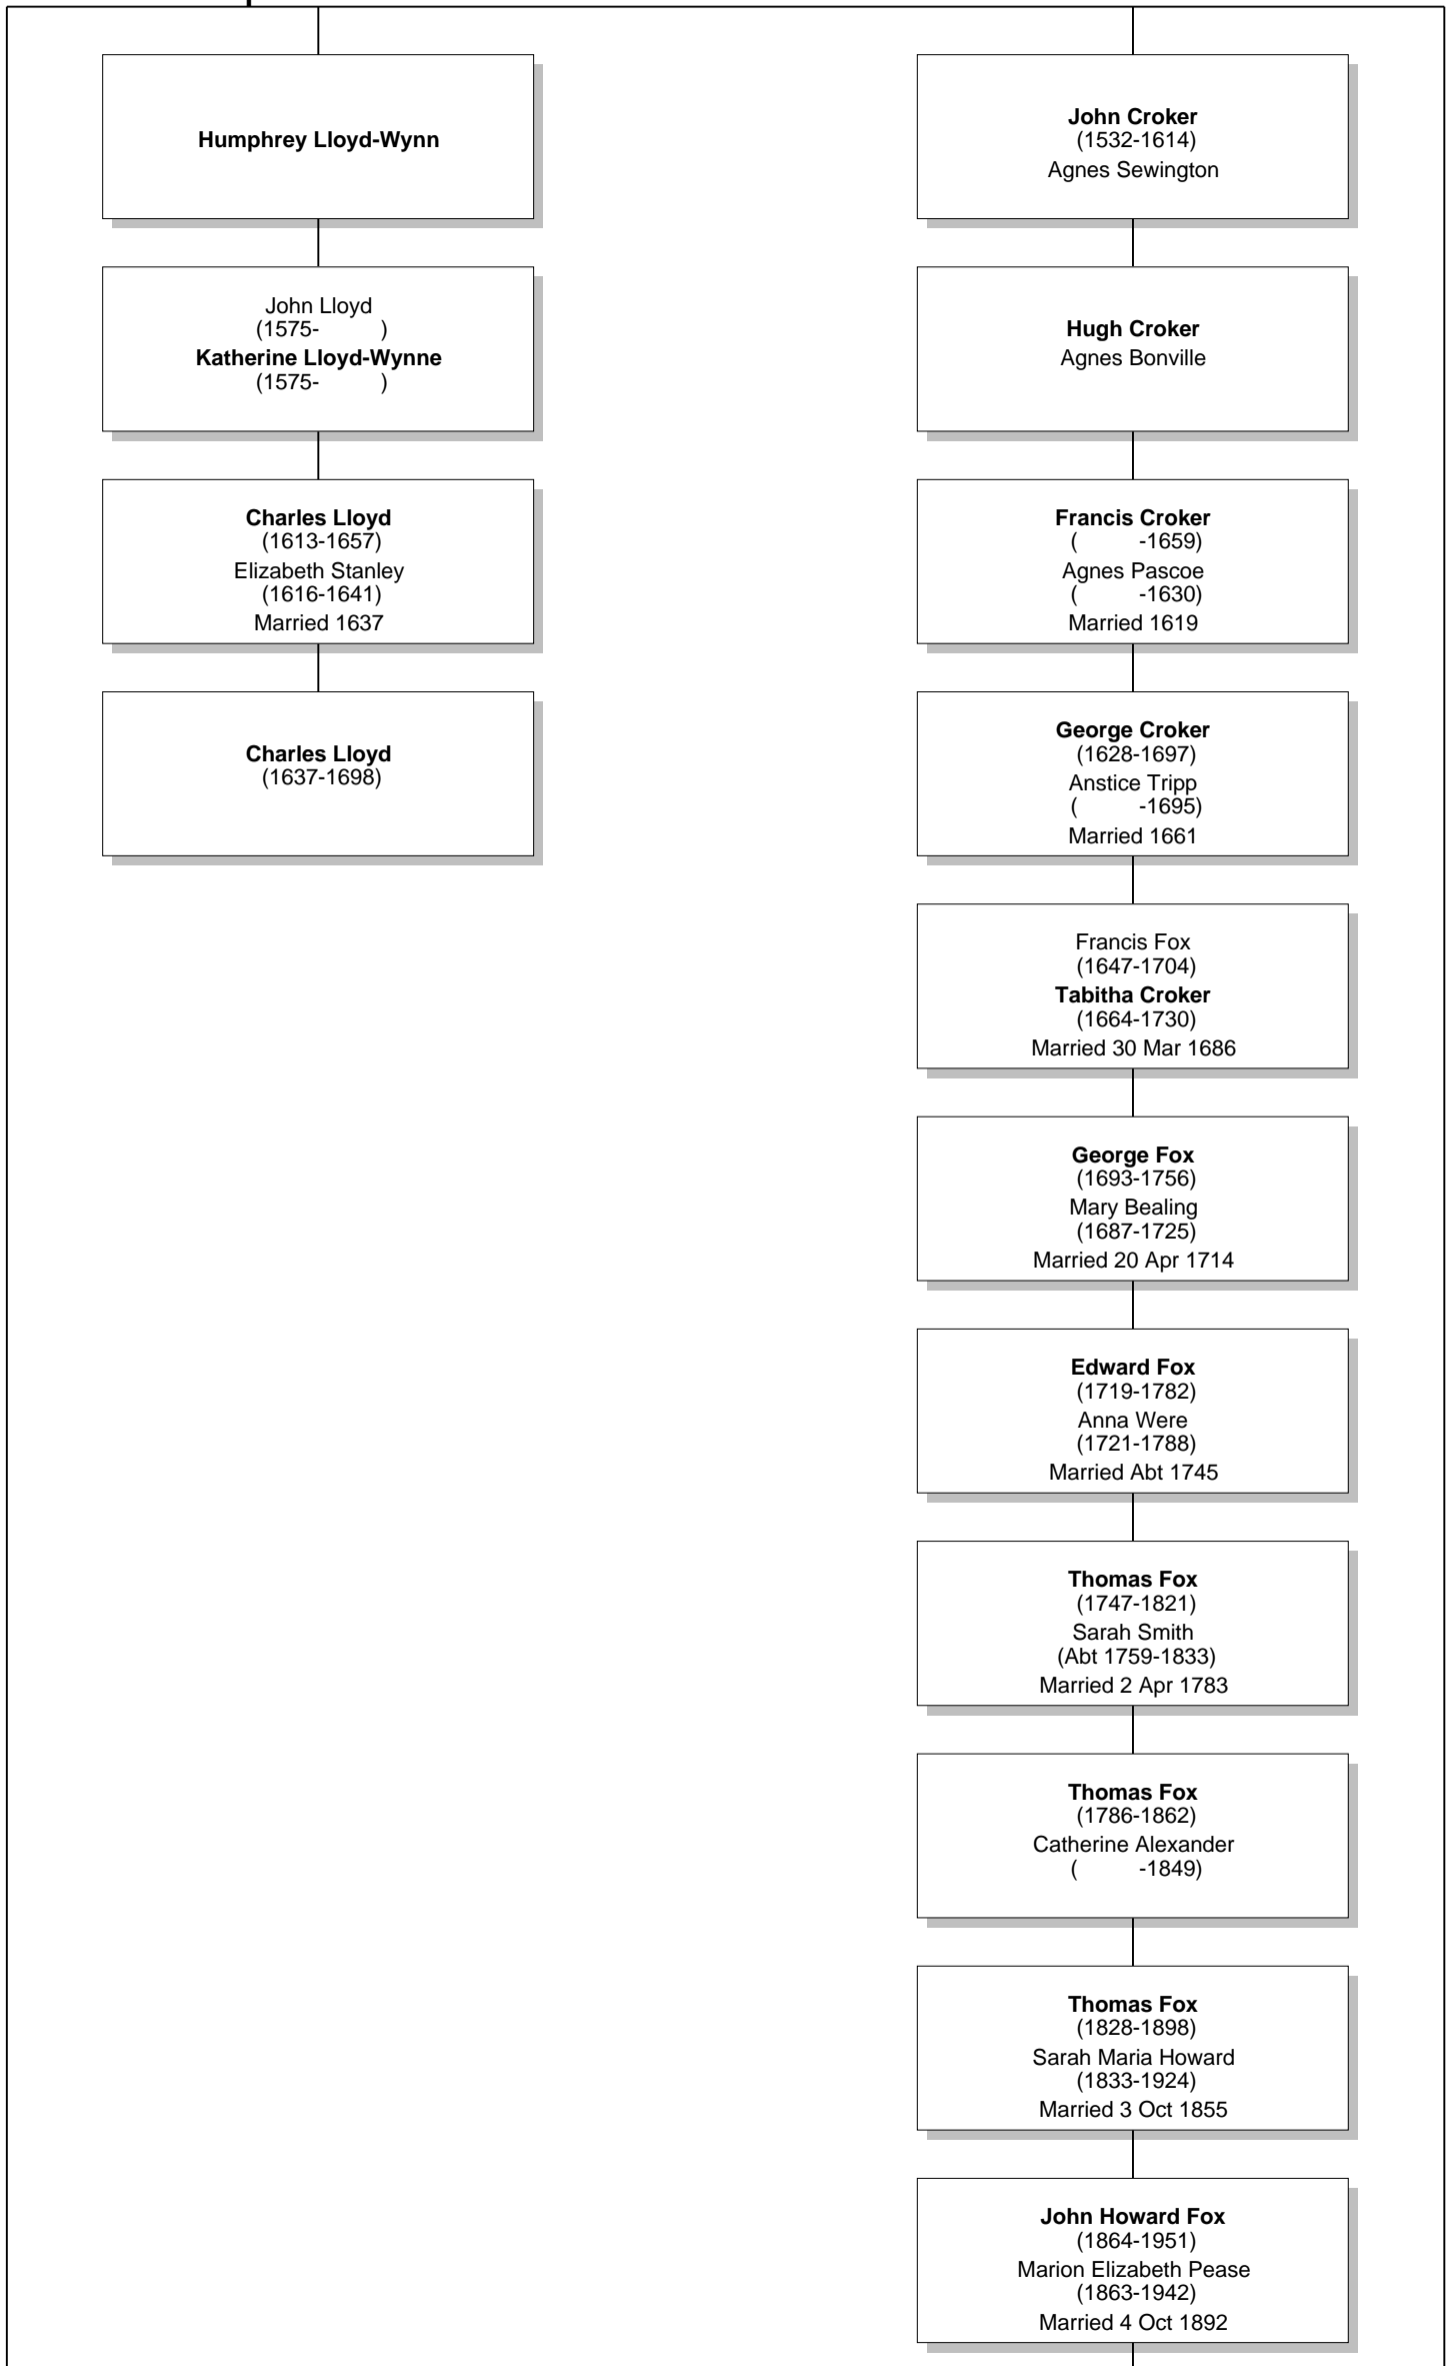 Humphrey Lloyd-Wynn
John Lloyd
(1575- )
Katherine Lloyd-Wynne
(1575- )
Charles Lloyd
(1613-1657)
Elizabeth Stanley
(1616-1641)
Married 1637
Charles Lloyd
(1637-1698)
John Croker
(1532-1614)
Agnes Sewington
Hugh Croker
Agnes Bonville
Francis Croker
( -1659)
Agnes Pascoe
( -1630)
Married 1619
George Croker
(1628-1697)
Anstice Tripp
( -1695)
Married 1661
Francis Fox
(1647-1704)
Tabitha Croker
(1664-1730)
Married 30 Mar 1686
George Fox
(1693-1756)
Mary Bealing
(1687-1725)
Married 20 Apr 1714
Edward Fox
(1719-1782)
Anna Were
(1721-1788)
Married Abt 1745
Thomas Fox
(1747-1821)
Sarah Smith
(Abt 1759-1833)
Married 2 Apr 1783
Thomas Fox
(1786-1862)
Catherine Alexander
( -1849)
Thomas Fox
(1828-1898)
Sarah Maria Howard
(1833-1924)
Married 3 Oct 1855
John Howard Fox
(1864-1951)
Marion Elizabeth Pease
(1863-1942)
Married 4 Oct 1892